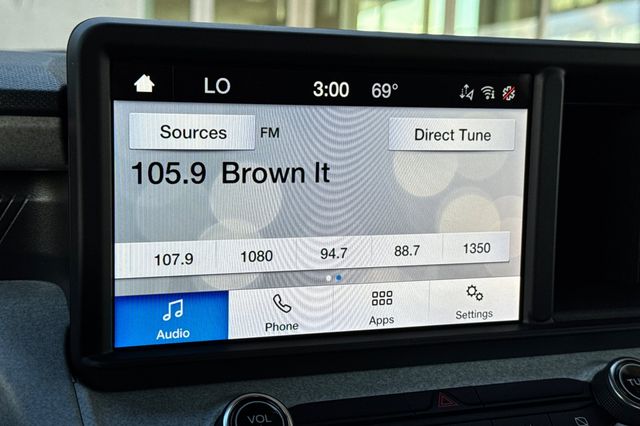 LO 3:00 69°
Sources FM Direct Tune
105.9 Brown It
107.9 1080 94.7 88.7 1350
Audio Phone Apps Settings
VOL TU